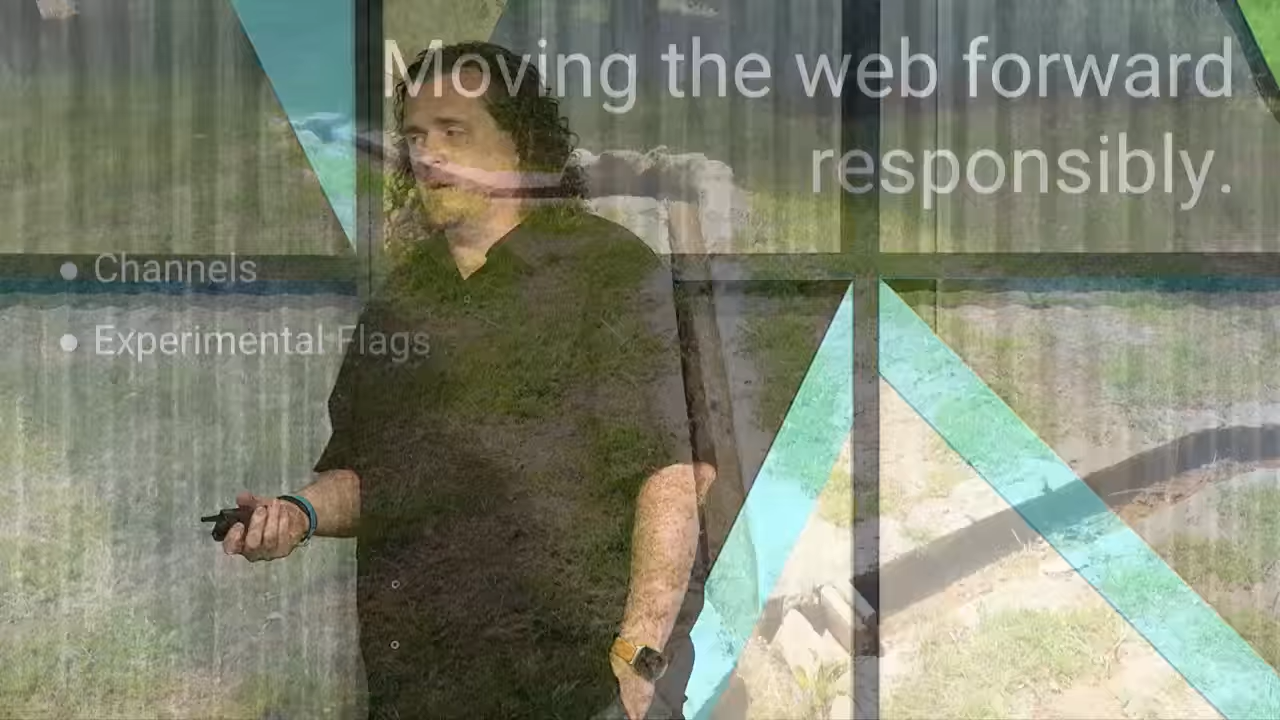 Moving the web forward
responsibly.
Channels
Experimental Flags